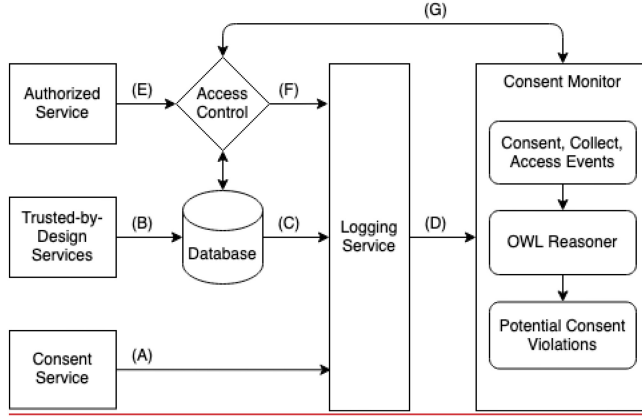 (G)
Authorized
Service
(E)
Access
Control
(F)
Consent Monitor
Consent, Collect,
Access Events
Trusted-by-
Design
Services
(B)
Database
(C)
Logging
Service
(D)
OWL Reasoner
Potential Consent
Violations
Consent
Service
(A)